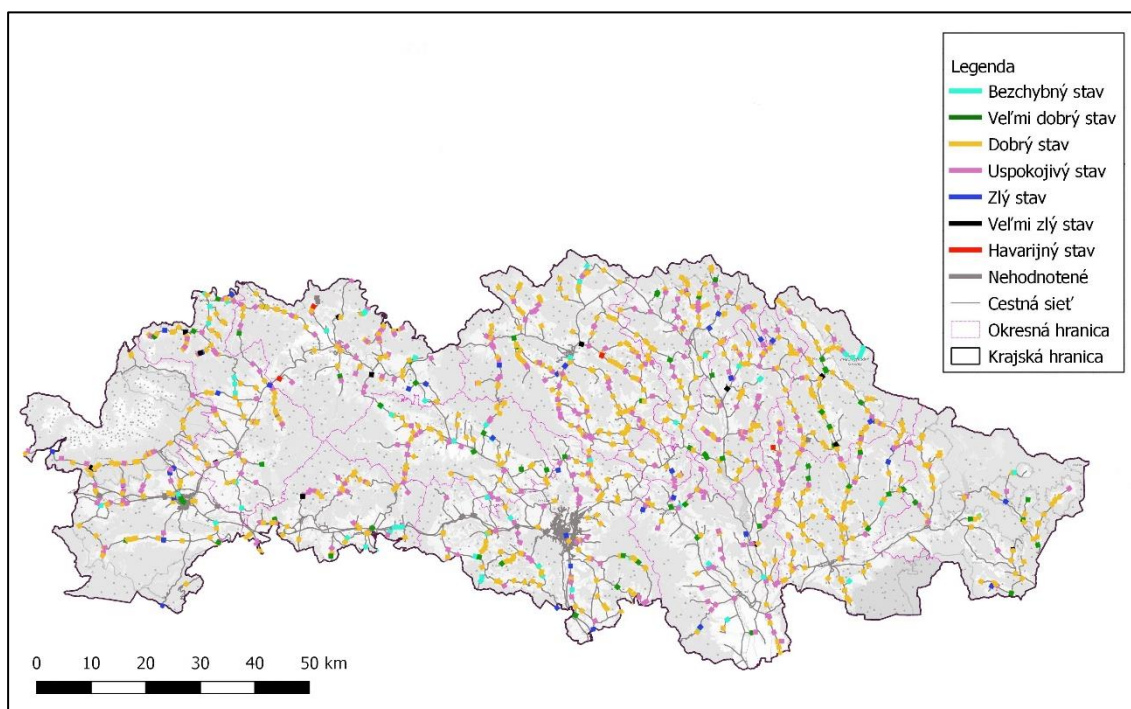 Legenda
Bezchybný stav
Veľmi dobrý stav
Dobrý stav
Uspokojivý stav
Zlý stav
Veľmi zlý stav
Havarijný stav
Nehodnotené
Cestná sieť
Okresná hranica
Krajská hranica
0 10 20 30 40 50 km